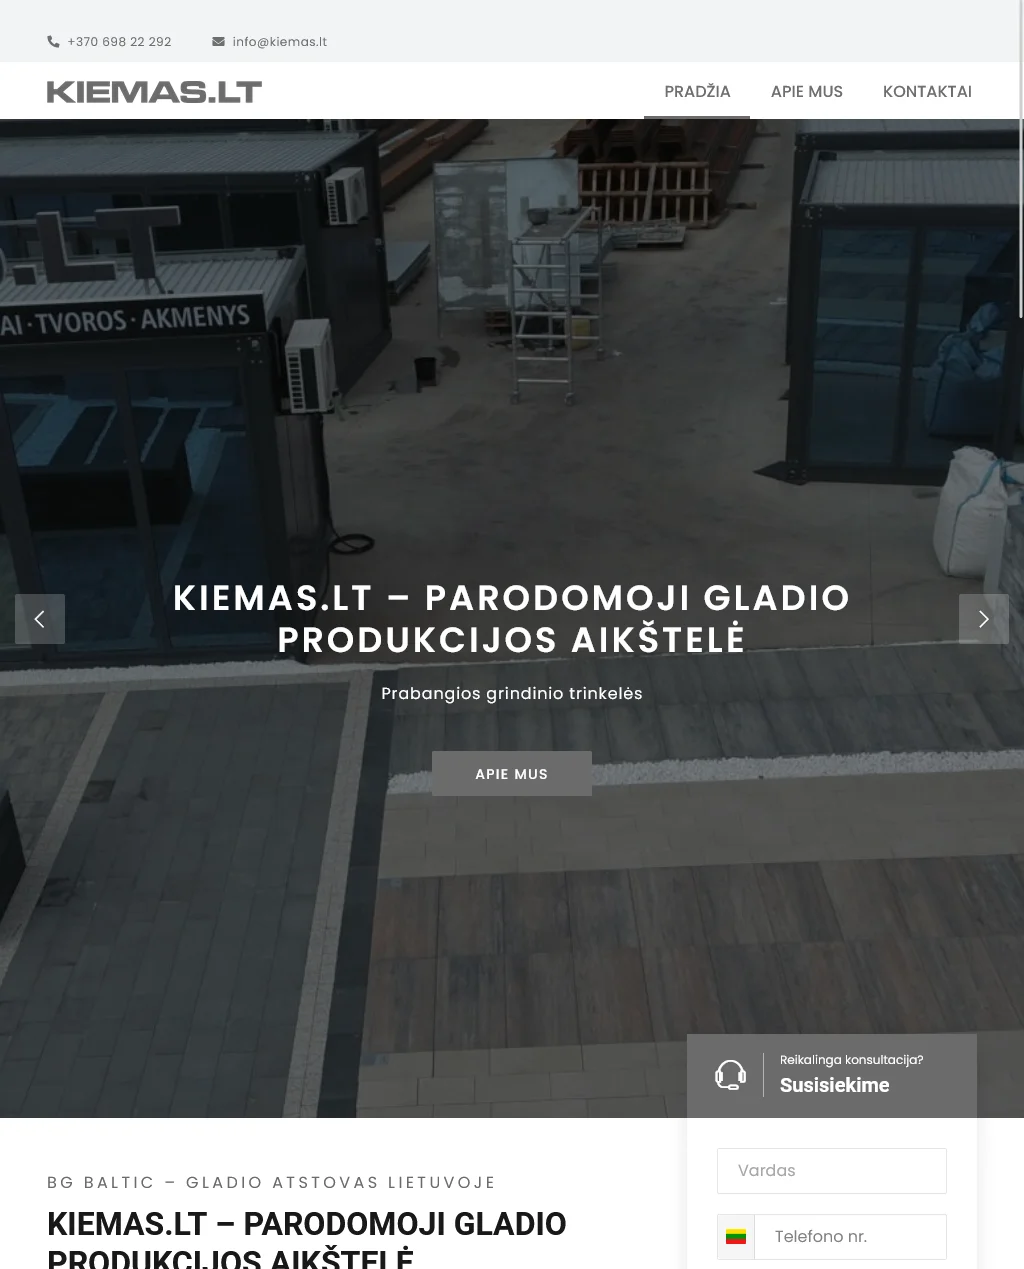 +370 698 22 292
info@kiemas.lt
KIEMAS.LT
PRADŽIA
APIE MUS
KONTAKTAI
.LT
AI · TVOROS · AKMENYS
KIEMAS.LT – PARODOMOJI GLADIO
PRODUKCIJOS AIKŠTELĖ
Prabangios grindinio trinkelės
APIE MUS
Reikalinga konsultacija?
Susisiekime
BG BALTIC – GLADIO ATSTOVAS LIETUVOJE
KIEMAS.LT – PARODOMOJI GLADIO
PRODUKCIJOS AIKŠTELĖ
Vardas
Telefono nr.